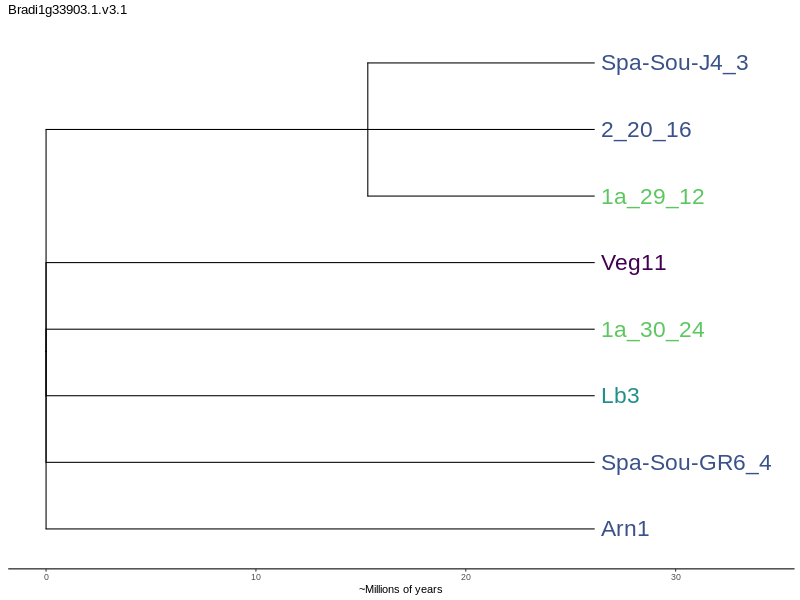 Bradi1g33903.1.v3.1
Spa-Sou-J4_3
2_20_16
1a_29_12
Veg11
1a_30_24
Lb3
Spa-Sou-GR6_4
Arn1
0 10 20 30
~Millions of years